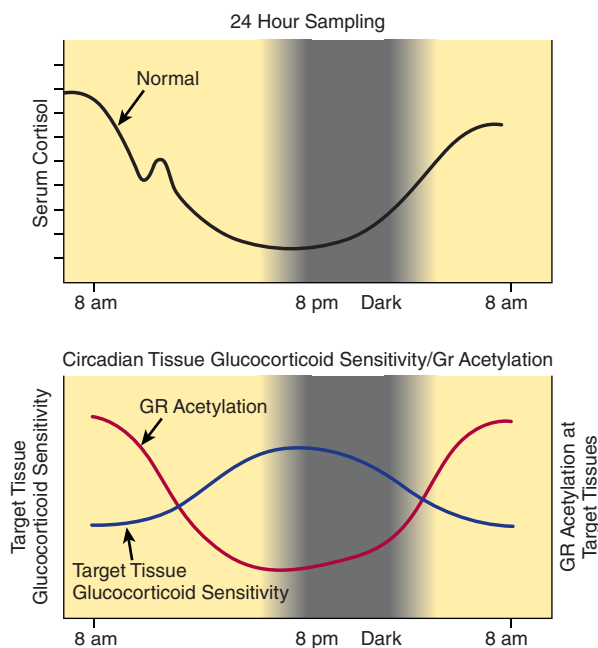 24 Hour Sampling
Serum Cortisol
Normal
8 am
8 pm
Dark
8 am
Circadian Tissue Glucocorticoid Sensitivity/Gr Acetylation
Target Tissue
Glucocorticoid Sensitivity
GR Acetylation
Target Tissue
Glucocorticoid Sensitivity
GR Acetylation at
Target Tissues
8 am
8 pm
Dark
8 am